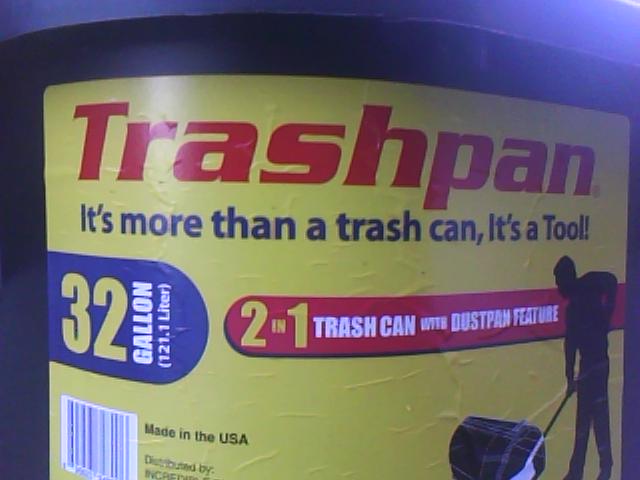 Trashpan®
It's more than a trash can, It's a Tool!
32 GALLON
(121.1 Liter)
2 IN 1 TRASH CAN WITH DUSTPAN FEATURE
Made in the USA
Distributed by: